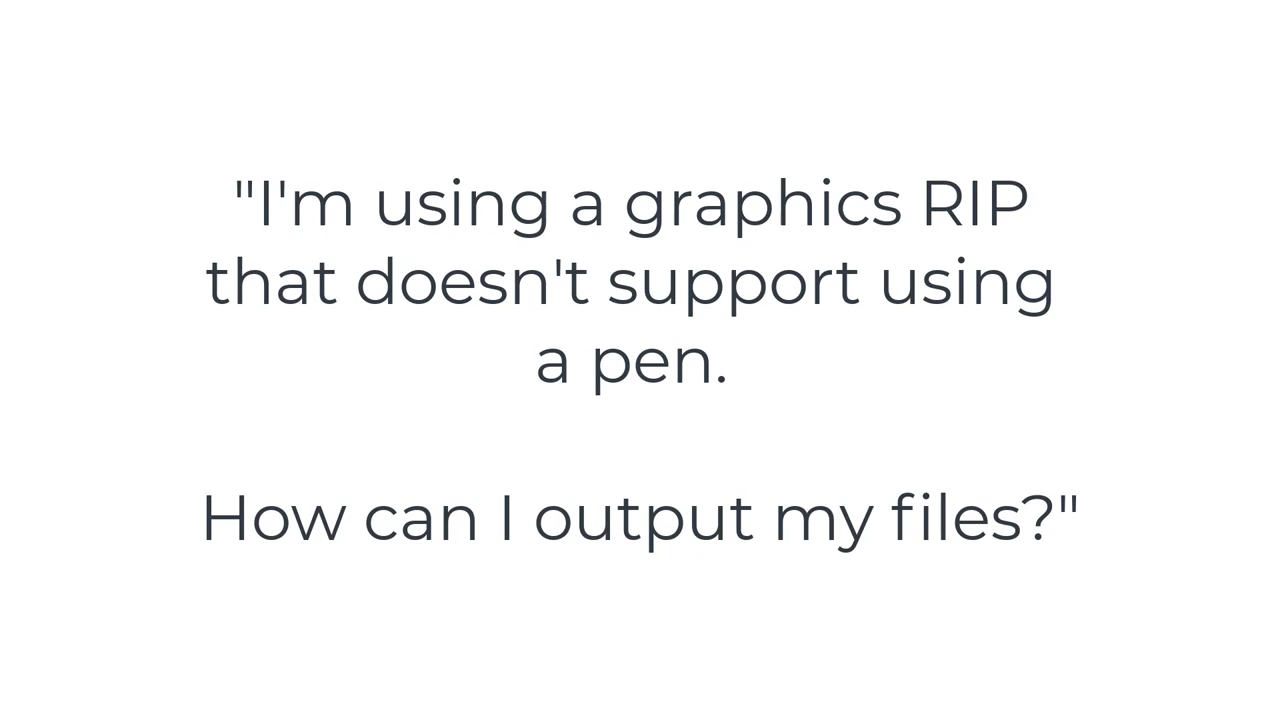 "I'm using a graphics RIP
that doesn't support using
a pen.
How can I output my files?"